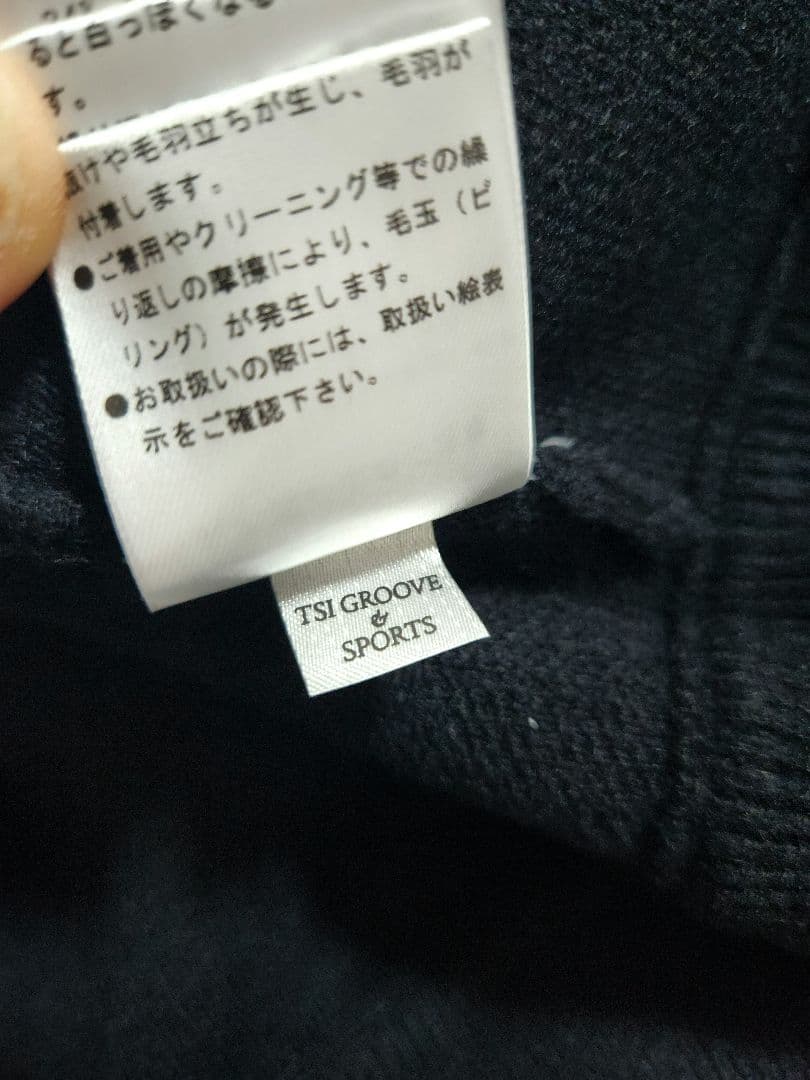 ると白っぽくなる
す。
抜けや毛羽立ちが生じ、毛羽が
付着します。
●ご着用やクリーニング等での繰
り返しの摩擦により、毛玉（ピ
リング）が発生します。
●お取扱いの際には、取扱い絵表
示をご確認下さい。
TSI GROOVE
&
SPORTS